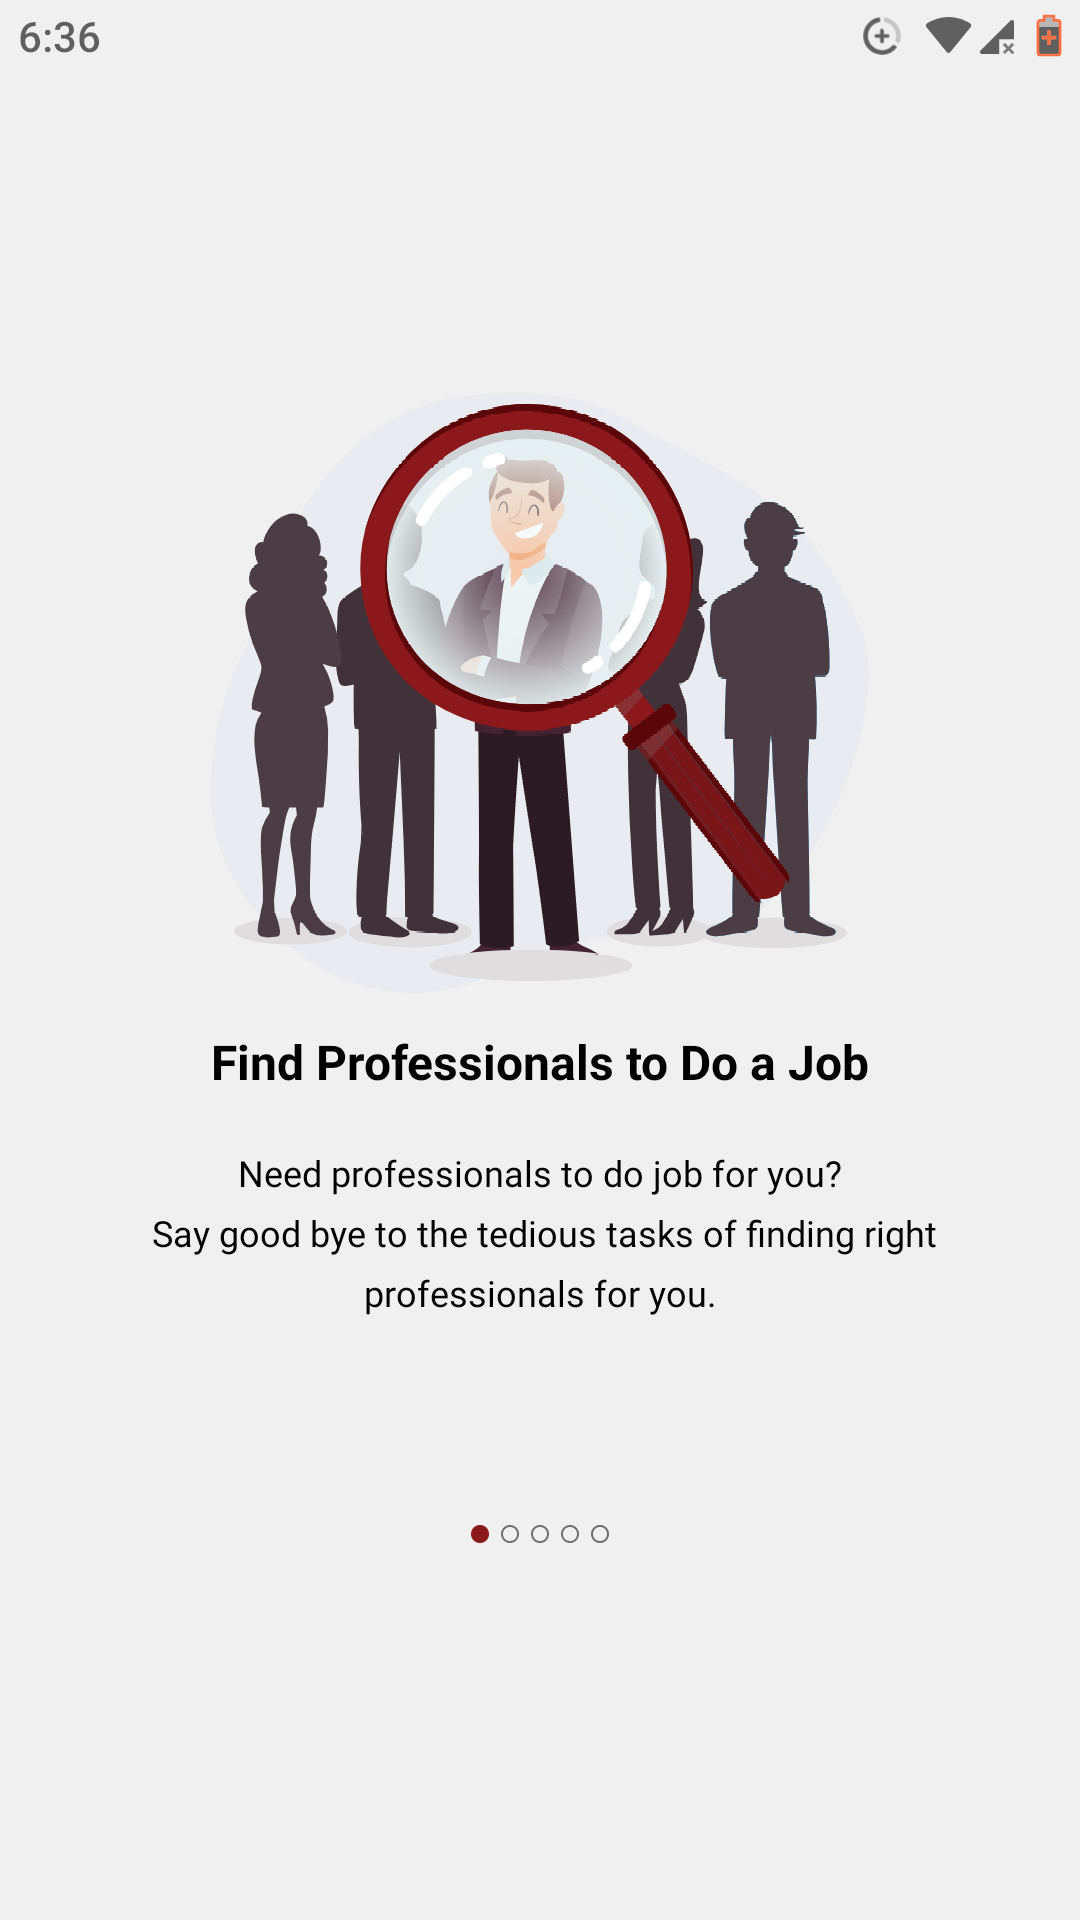 6:36
Find Professionals to Do a Job
Need professionals to do job for you?
Say good bye to the tedious tasks of finding right
professionals for you.